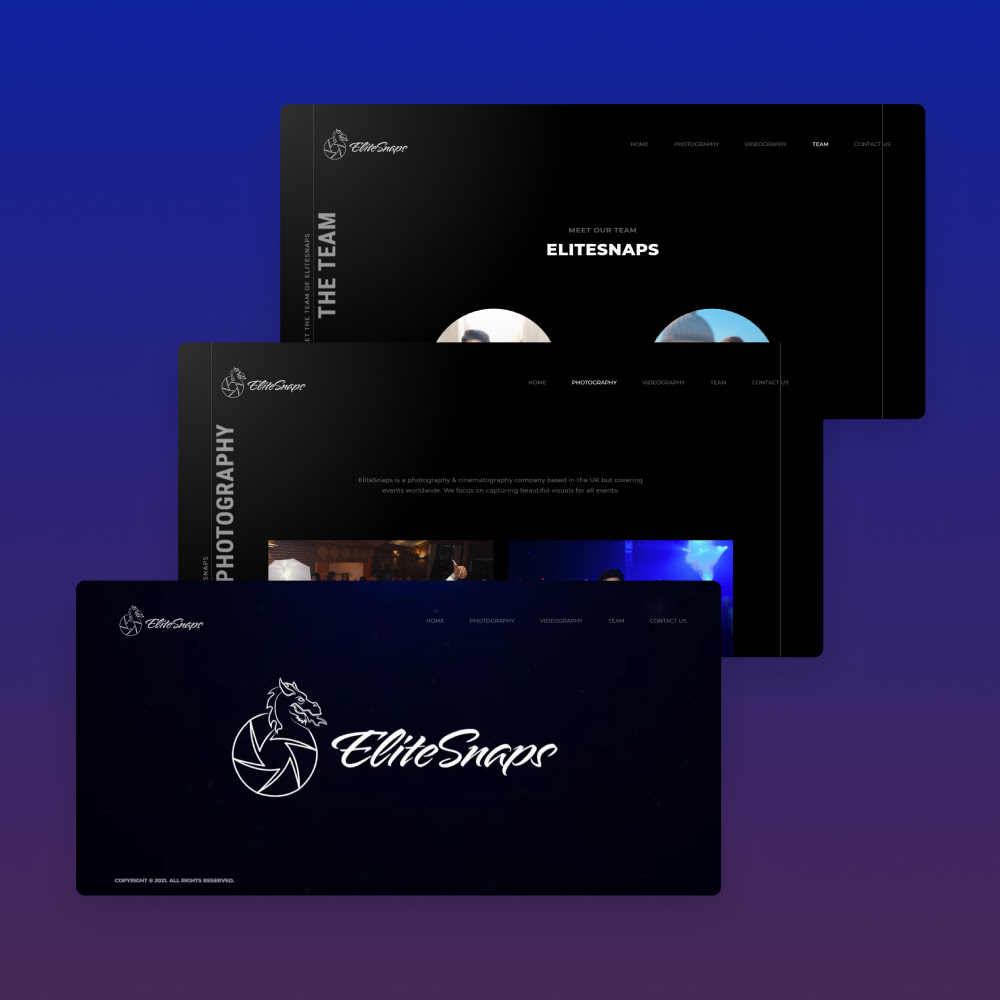 EliteSnaps
HOME PHOTOGRAPHY VIDEOGRAPHY TEAM CONTACT US
THE TEAM
THE TEAM OF ELITESNAPS
MEET OUR TEAM
ELITESNAPS
EliteSnaps
HOME PHOTOGRAPHY VIDEOGRAPHY TEAM CONTACT US
PHOTOGRAPHY
EliteSnaps is a photography & cinematography company based in the UK but covering
events worldwide. We focus on capturing beautiful visuals for all events.
EliteSnaps
HOME PHOTOGRAPHY VIDEOGRAPHY TEAM CONTACT US
EliteSnaps
COPYRIGHT © 2021. ALL RIGHTS RESERVED.